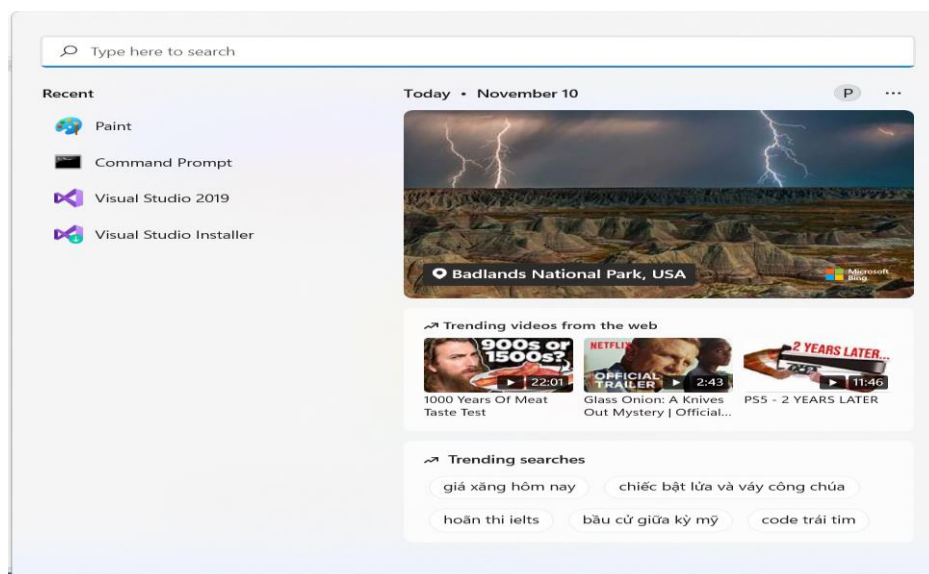 Type here to search
Recent
Paint
Command Prompt
Visual Studio 2019
Visual Studio Installer
Today • November 10
P
...
Badlands National Park, USA
Microsoft
Bing
Trending videos from the web
900s or
1500s?
22:01
1000 Years Of Meat
Taste Test
NETFLIX
OFFICIAL
TRAILER
2:43
Glass Onion: A Knives
Out Mystery | Official...
2 YEARS LATER...
11:46
PS5 - 2 YEARS LATER
Trending searches
giá xăng hôm nay
chiếc bật lửa và váy công chúa
hoãn thi ielts
bầu cử giữa kỳ mỹ
code trái tim